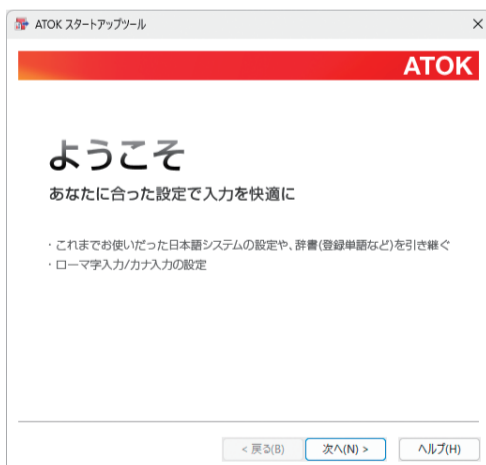 ATOK スタートアップツール
ATOK
ようこそ
あなたに合った設定で入力を快適に
・これまでお使いだった日本語システムの設定や、辞書(登録単語など)を引き継ぐ
・ローマ字入力/カナ入力の設定
< 戻る(B)
次へ(N) >
ヘルプ(H)